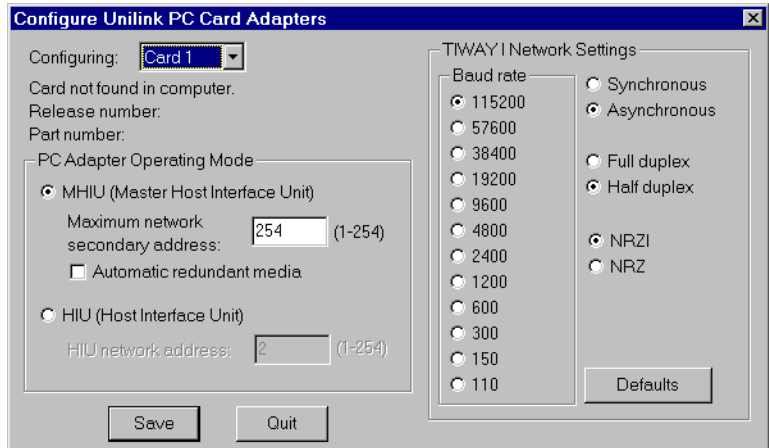 Configure Unilink PC Card Adapters
Configuring: Card 1
Card not found in computer.
Release number:
Part number:
PC Adapter Operating Mode
MHIU (Master Host Interface Unit)
Maximum network
secondary address: 254 (1-254)
Automatic redundant media
HIU (Host Interface Unit)
HIU network address: 2 (1-254)
Save Quit
TIWAY I Network Settings
Baud rate
115200
57600
38400
19200
9600
4800
2400
1200
600
300
150
110
Synchronous
Asynchronous
Full duplex
Half duplex
NRZI
NRZ
Defaults